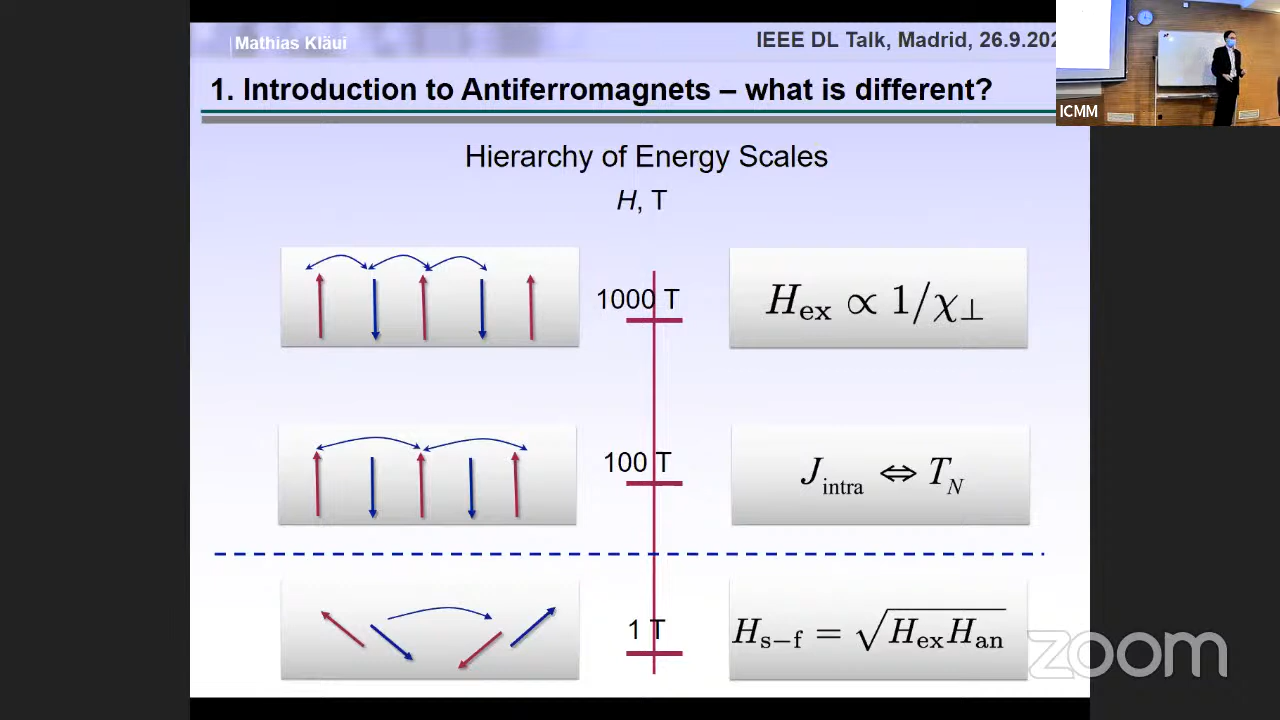 Mathias Kläui
IEEE DL Talk, Madrid, 26.9.202
ICMM
1. Introduction to Antiferromagnets – what is different?
Hierarchy of Energy Scales
H, T
1000 T
H_ex ∝ 1/χ_⊥
100 T
J_intra ⇔ T_N
1 T
H_s−f = √H_ex H_an
zoom